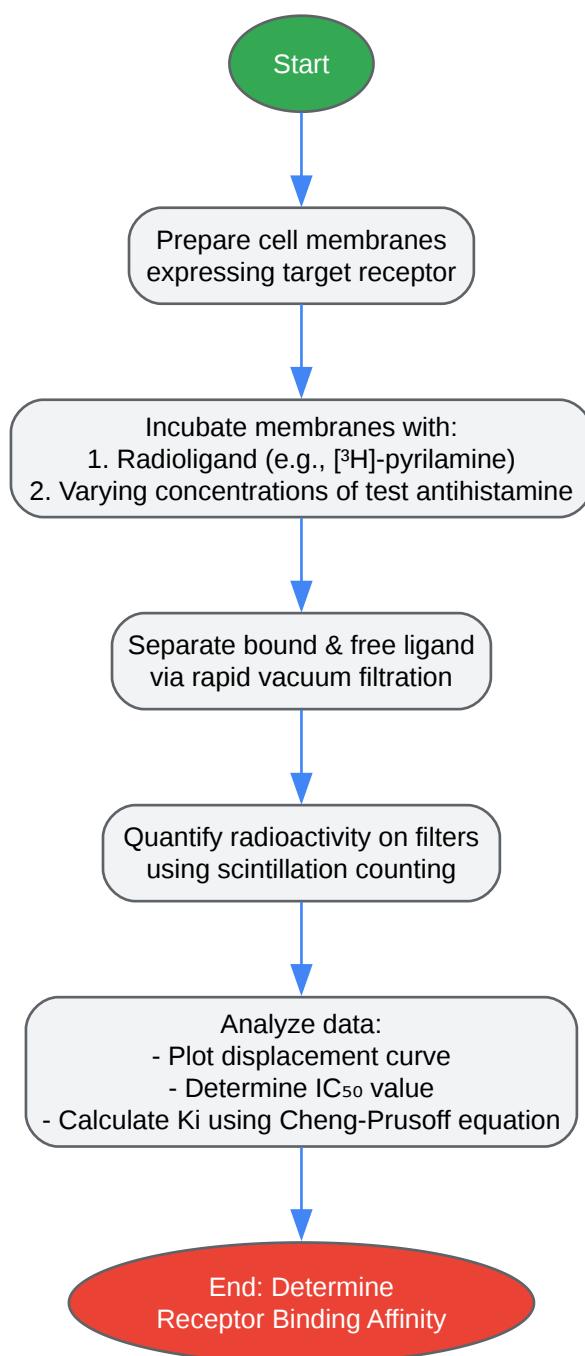 Start
Prepare cell membranes
expressing target receptor
Incubate membranes with:
1. Radioligand (e.g., [³H]-pyrilamine)
2. Varying concentrations of test antihistamine
Separate bound & free ligand
via rapid vacuum filtration
Quantify radioactivity on filters
using scintillation counting
Analyze data:
- Plot displacement curve
- Determine IC₅₀ value
- Calculate Ki using Cheng-Prusoff equation
End: Determine
Receptor Binding Affinity